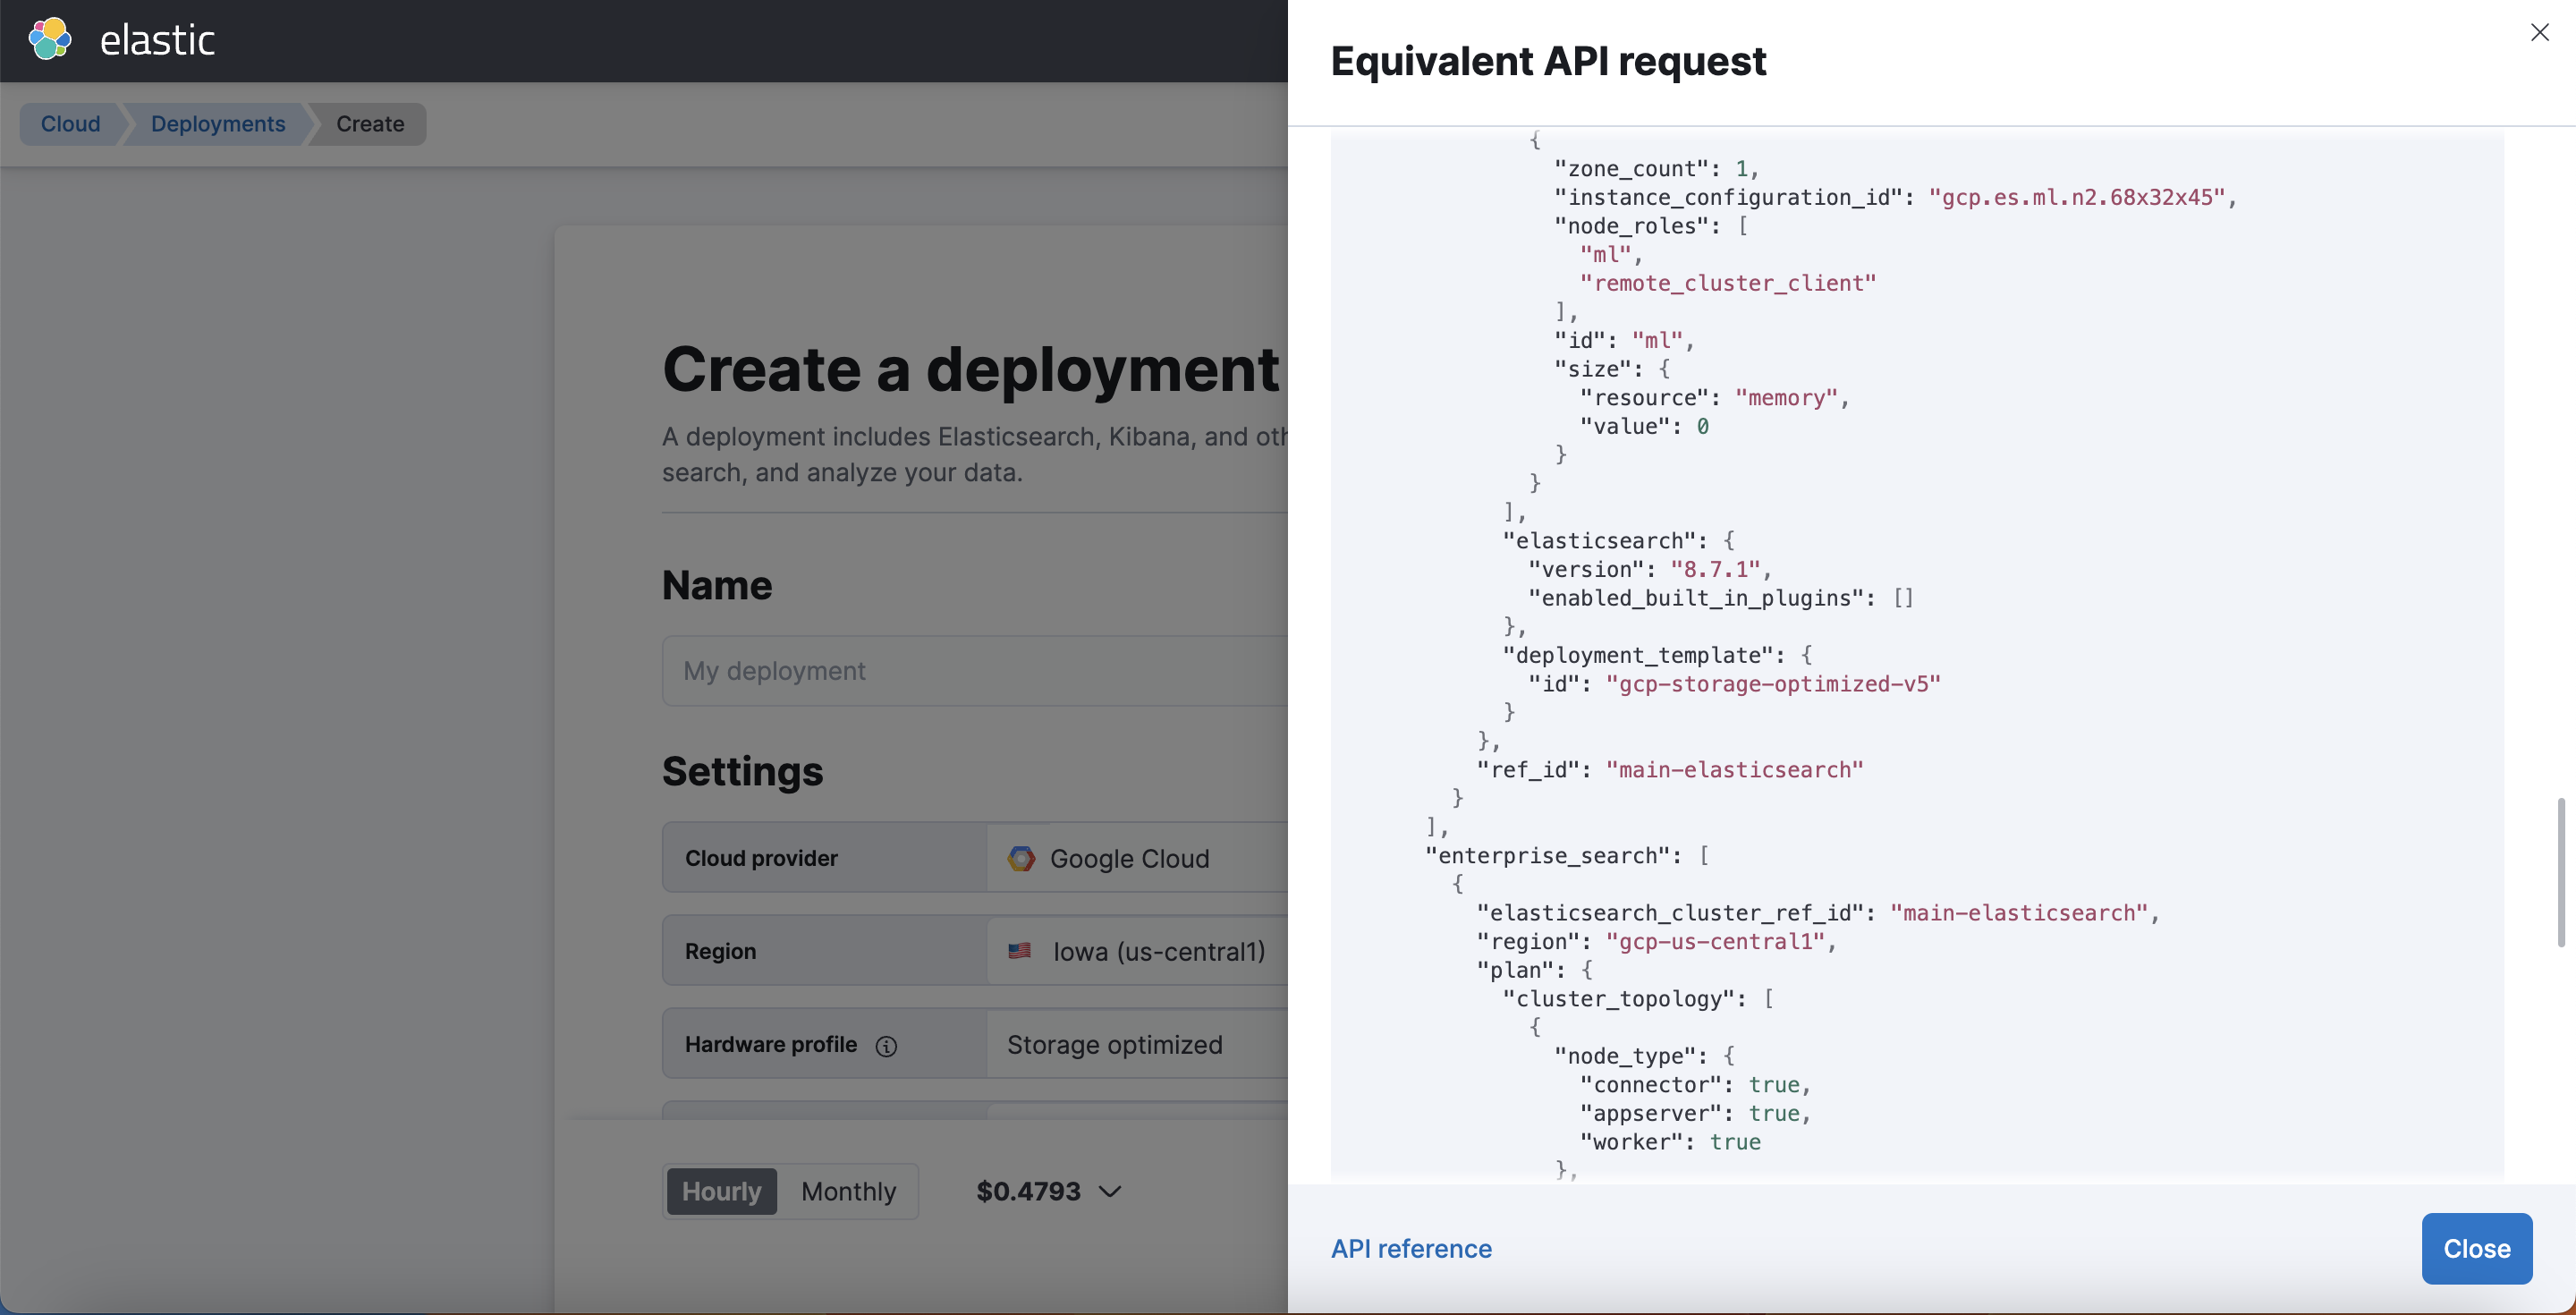 elastic
Cloud
Deployments
Create
Create a deployment
A deployment includes Elasticsearch, Kibana, and
search, and analyze your data.
Name
My deployment
Settings
Cloud provider
Google Cloud
Region
Iowa (us-central1)
Hardware profile
Storage optimized
Hourly
Monthly
$0.4793
Equivalent API request
{
"zone_count": 1,
"instance_configuration_id": "gcp.es.ml.n2.68x32x45",
"node_roles": [
"ml",
"remote_cluster_client"
],
"id": "ml",
"size": {
"resource": "memory",
"value": 0
}
}
],
"elasticsearch": {
"version": "8.7.1",
"enabled_built_in_plugins": []
},
"deployment_template": {
"id": "gcp-storage-optimized-v5"
}
},
"ref_id": "main-elasticsearch"
}
],
"enterprise_search": [
{
"elasticsearch_cluster_ref_id": "main-elasticsearch",
"region": "gcp-us-central1",
"plan": {
"cluster_topology": [
{
"node_type": {
"connector": true,
"appserver": true,
"worker": true
},
API reference
Close